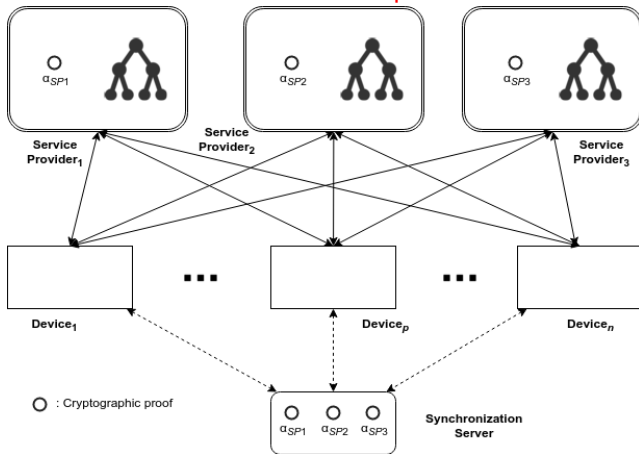 αSP1
αSP2
αSP3
Service
Provider1
Service
Provider2
Service
Provider3
Device1
Devicep
Devicen
: Cryptographic proof
αSP1
αSP2
αSP3
Synchronization
Server